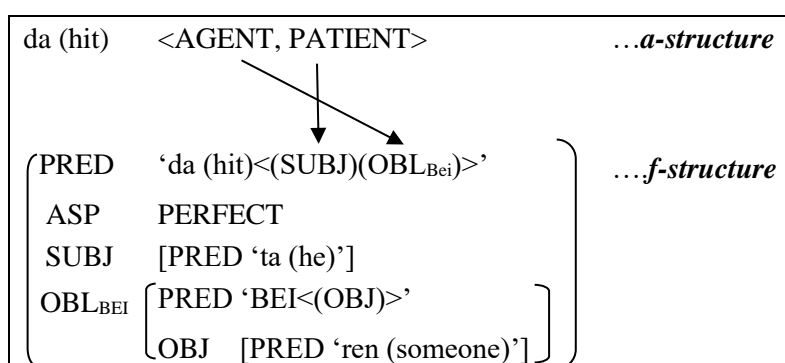 da (hit) <AGENT, PATIENT> …a-structure
PRED ‘da (hit)<(SUBJ)(OBLBei)>’ ….f-structure
ASP PERFECT
SUBJ [PRED ‘ta (he)’]
OBLBEI PRED ‘BEI<(OBJ)>’
OBJ [PRED ‘ren (someone)’]